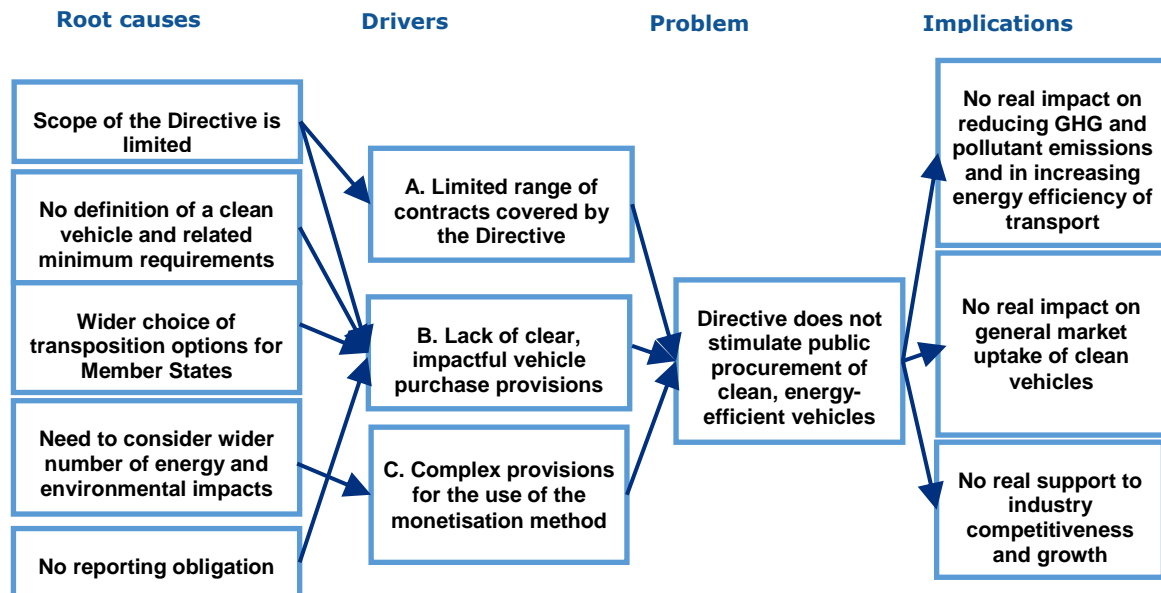 Root causes
Drivers
Problem
Implications
Scope of the Directive is
limited
No definition of a clean
vehicle and related
minimum requirements
Wider choice of
transposition options for
Member States
Need to consider wider
number of energy and
environmental impacts
No reporting obligation
A. Limited range of
contracts covered by
the Directive
B. Lack of clear,
impactful vehicle
purchase provisions
C. Complex provisions
for the use of the
monetisation method
Directive does not
stimulate public
procurement of
clean, energy-
efficient vehicles
No real impact on
reducing GHG and
pollutant emissions
and in increasing
energy efficiency of
transport
No real impact on
general market
uptake of clean
vehicles
No real support to
industry
competitiveness
and growth